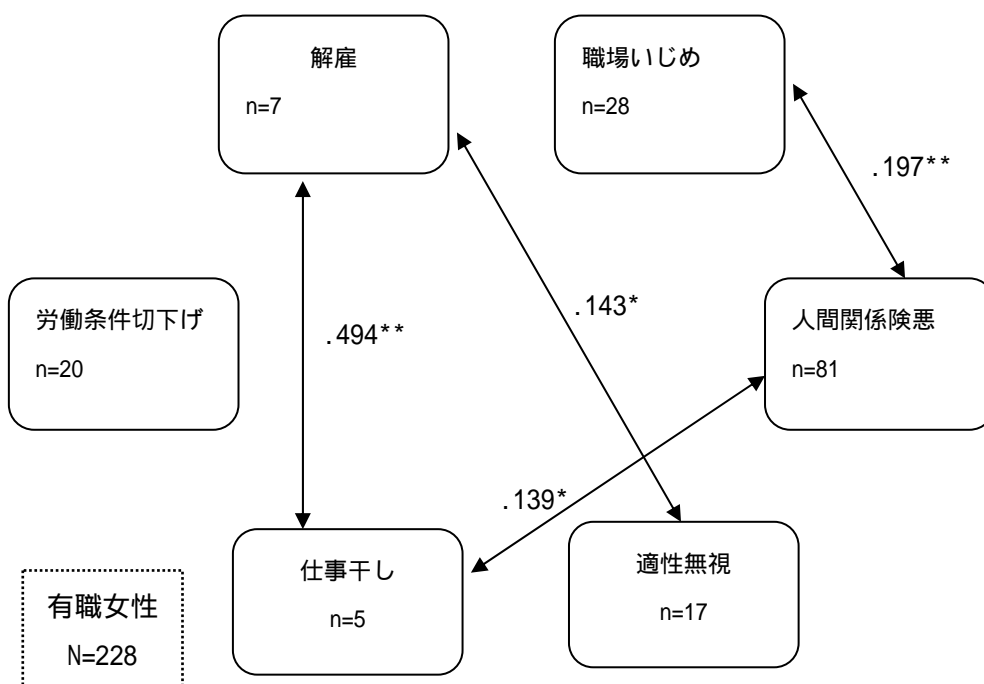 解雇
n=7
職場いじめ
n=28
.197**
労働条件切下げ
n=20
.494**
.143*
人間関係険悪
n=81
.139*
仕事干し
n=5
適性無視
n=17
有職女性
N=228